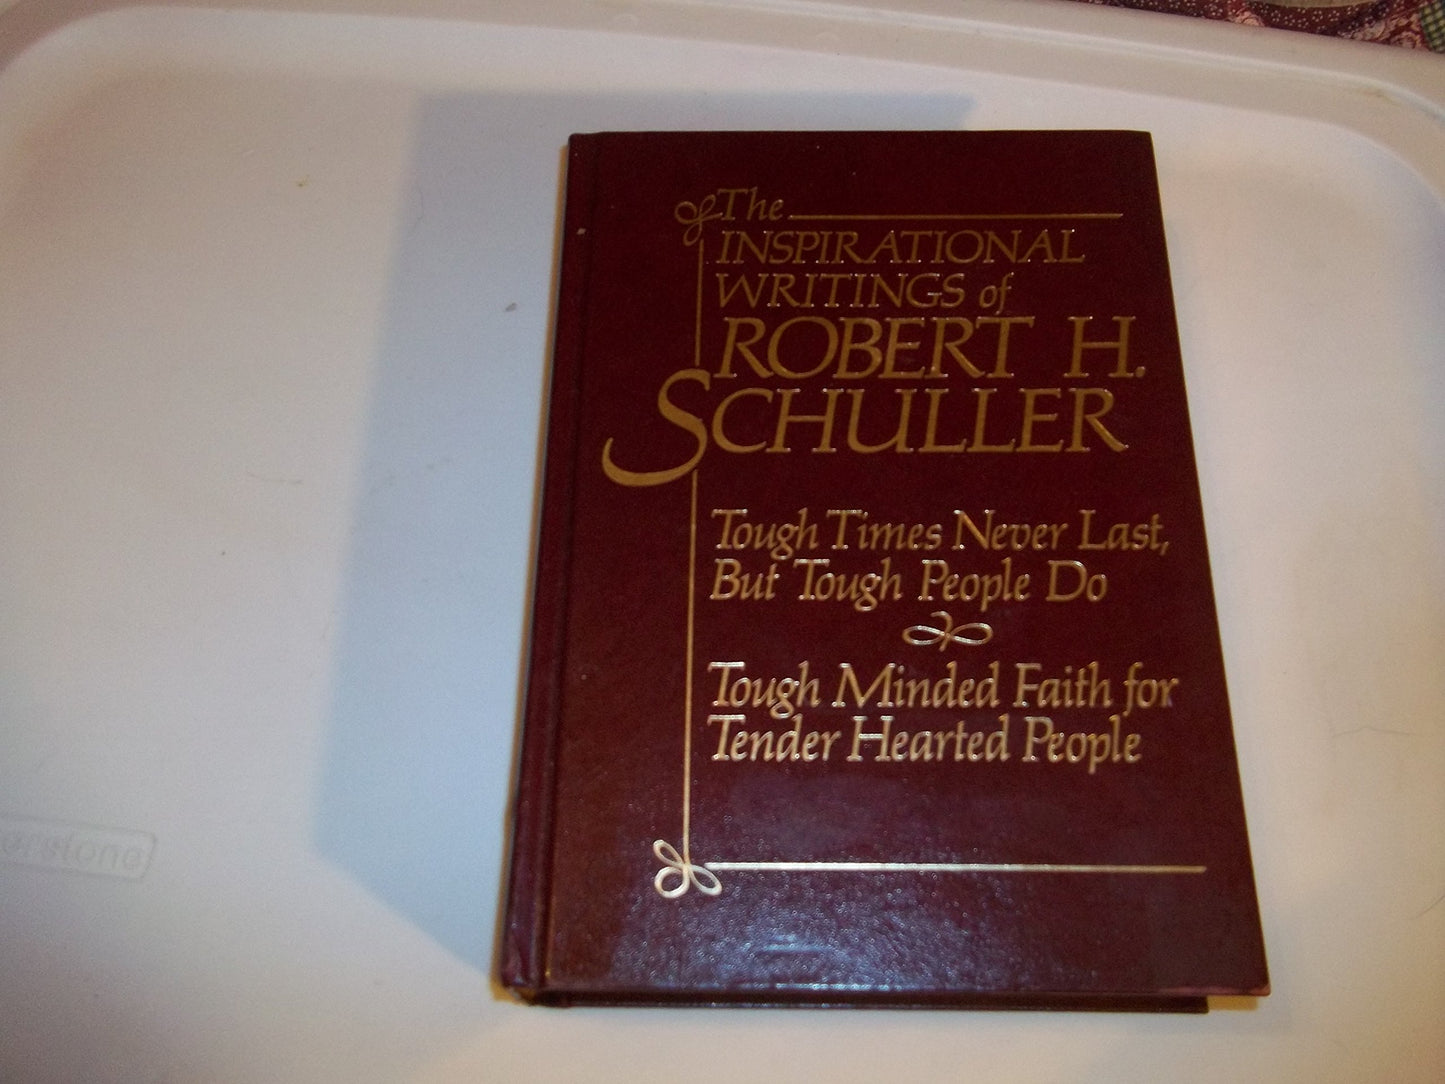 The
INSPIRATIONAL
WRITINGS of
ROBERT H.
SCHULLER
Tough Times Never Last,
But Tough People Do
Tough Minded Faith for
Tender Hearted People